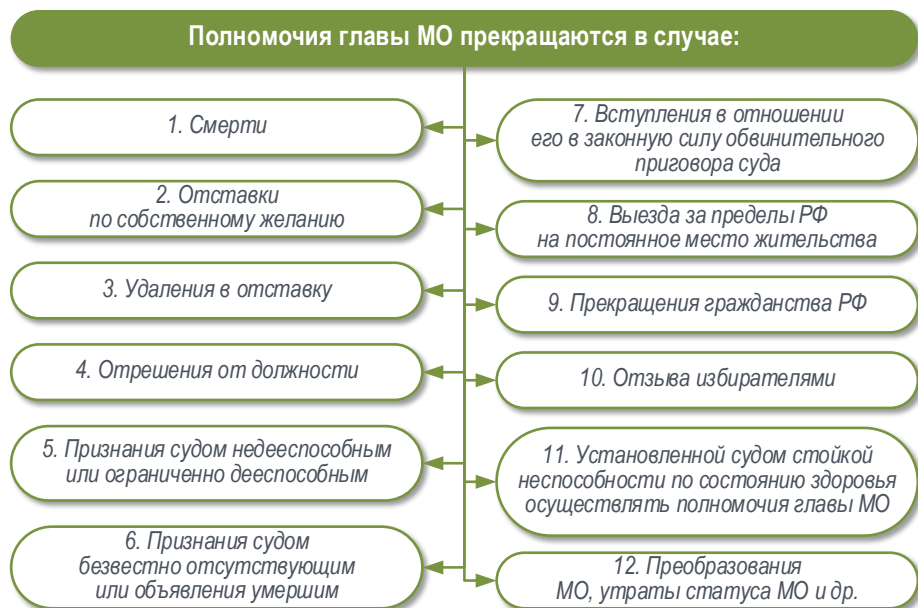 Полномочия главы МО прекращаются в случае:
1. Смерти
2. Отставки
по собственному желанию
3. Удаления в отставку
4. Отрешения от должности
5. Признания судом недееспособным
или ограниченно дееспособным
6. Признания судом
безвестно отсутствующим
или объявления умершим
7. Вступления в отношении
его в законную силу обвинительного
приговора суда
8. Выезда за пределы РФ
на постоянное место жительства
9. Прекращения гражданства РФ
10. Отзыва избирателями
11. Установленной судом стойкой
неспособности по состоянию здоровья
осуществлять полномочия главы МО
12. Преобразования
МО, утраты статуса МО и др.